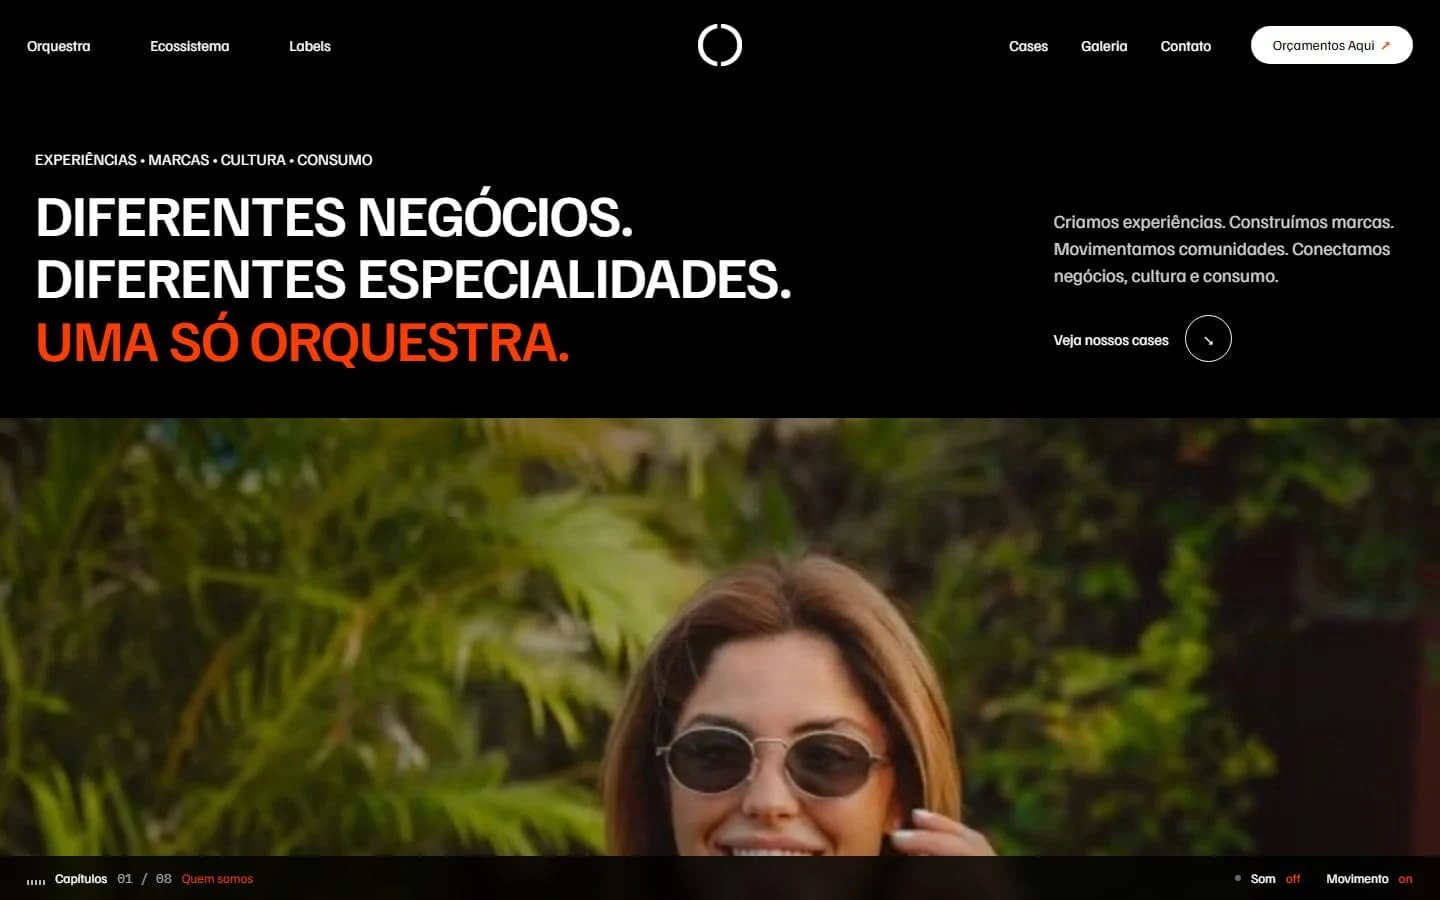 Orquestra
Ecossistema
Labels
Cases
Galeria
Contato
Orçamentos Aqui ↗
EXPERIÊNCIAS • MARCAS • CULTURA • CONSUMO
DIFERENTES NEGÓCIOS.
DIFERENTES ESPECIALIDADES.
UMA SÓ ORQUESTRA.
Criamos experiências. Construímos marcas.
Movimentamos comunidades. Conectamos
negócios, cultura e consumo.
Veja nossos cases ↘
Capítulos 01 / 08 Quem somos
Som off
Movimento on